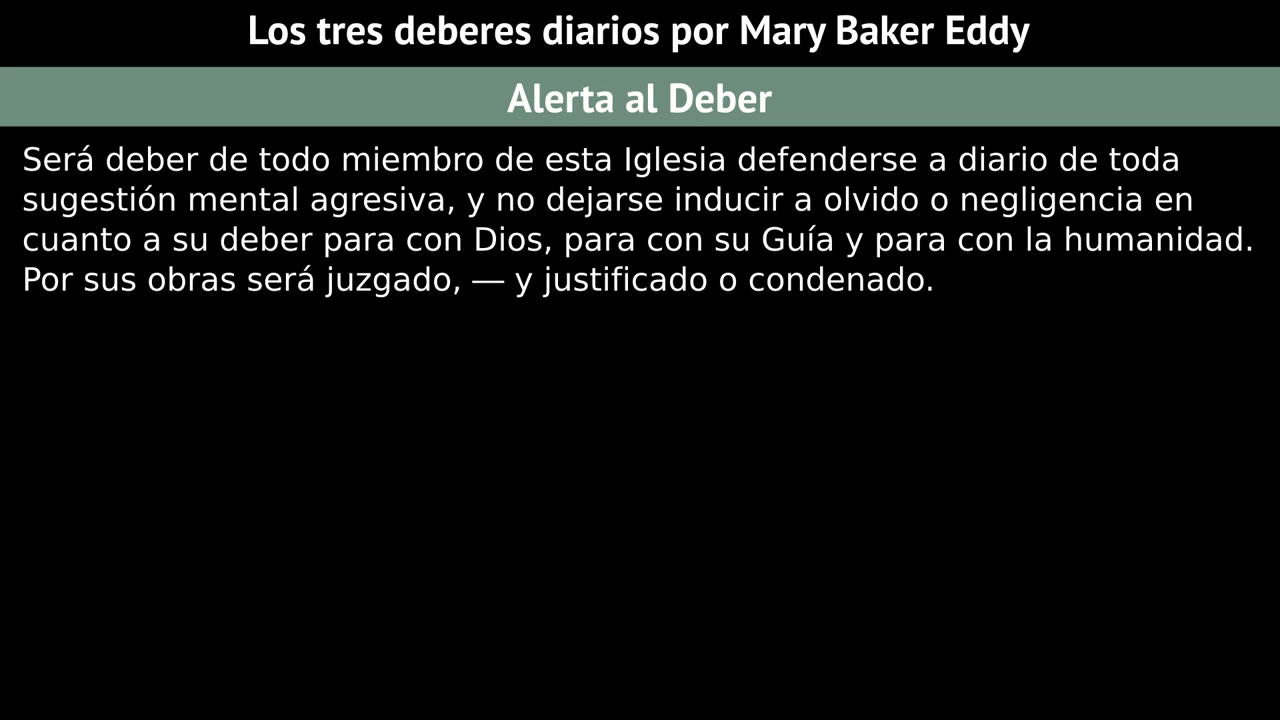 Los tres deberes diarios por Mary Baker Eddy
Alerta al Deber
Será deber de todo miembro de esta Iglesia defenderse a diario de toda
sugestión mental agresiva, y no dejarse inducir a olvido o negligencia en
cuanto a su deber para con Dios, para con su Guía y para con la humanidad.
Por sus obras será juzgado, — y justificado o condenado.